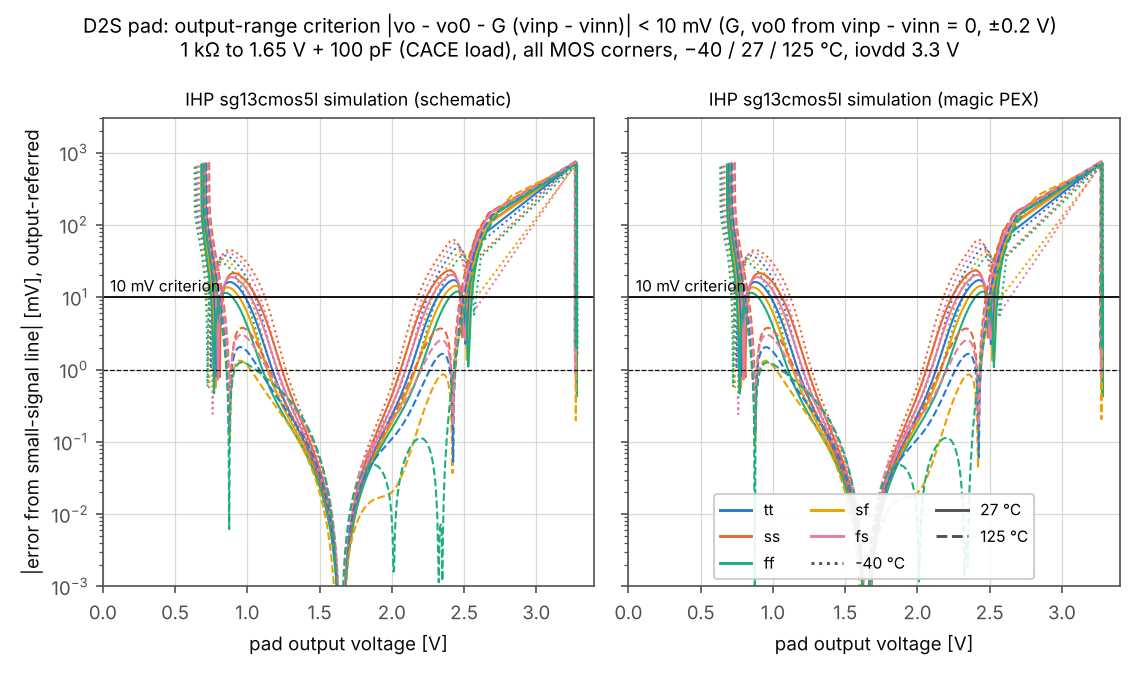 D2S pad: output-range criterion |vo - vo0 - G (vinp - vinn)| < 10 mV (G, vo0 from vinp - vinn = 0, ±0.2 V)
1 kΩ to 1.65 V + 100 pF (CACE load), all MOS corners, −40 / 27 / 125 °C, iovdd 3.3 V
IHP sg13cmos5l simulation (schematic)
IHP sg13cmos5l simulation (magic PEX)
|error from small-signal line| [mV], output-referred
10³
10²
10¹
10⁰
10⁻¹
10⁻²
10⁻³
10 mV criterion
10 mV criterion
0.0 0.5 1.0 1.5 2.0 2.5 3.0
0.0 0.5 1.0 1.5 2.0 2.5 3.0
pad output voltage [V]
pad output voltage [V]
tt
ss
ff
sf
fs
-40 °C
27 °C
125 °C